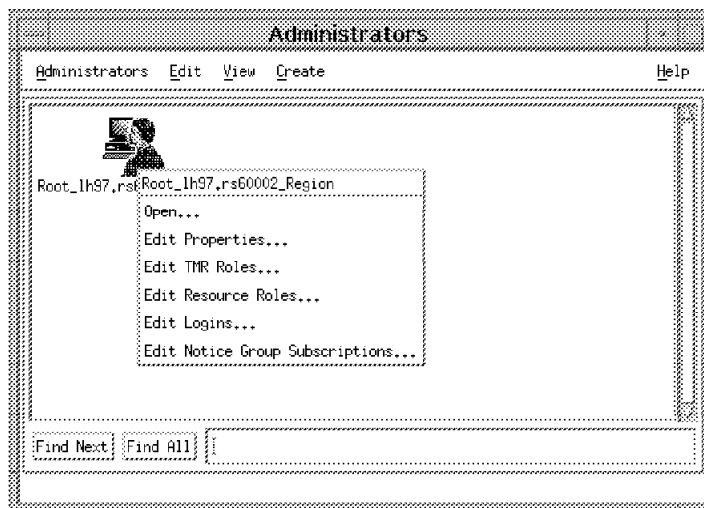 Administrators
Administrators Edit View Create Help
Root_lh97.rs6
Root_lh97.rs60002_Region
Open...
Edit Properties...
Edit TMR Roles...
Edit Resource Roles...
Edit Logins...
Edit Notice Group Subscriptions...
Find Next Find All